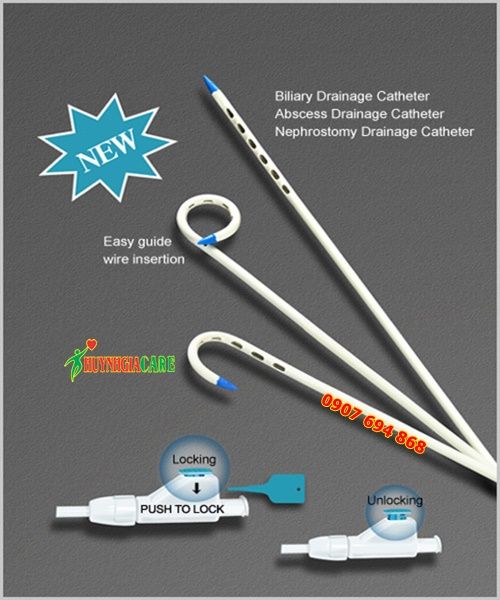 Biliary Drainage Catheter
Abscess Drainage Catheter
Nephrostomy Drainage Catheter
NEW
Easy guide
wire insertion
HUYNHGIACARE
0907 694 868
Locking
PUSH TO LOCK
Unlocking